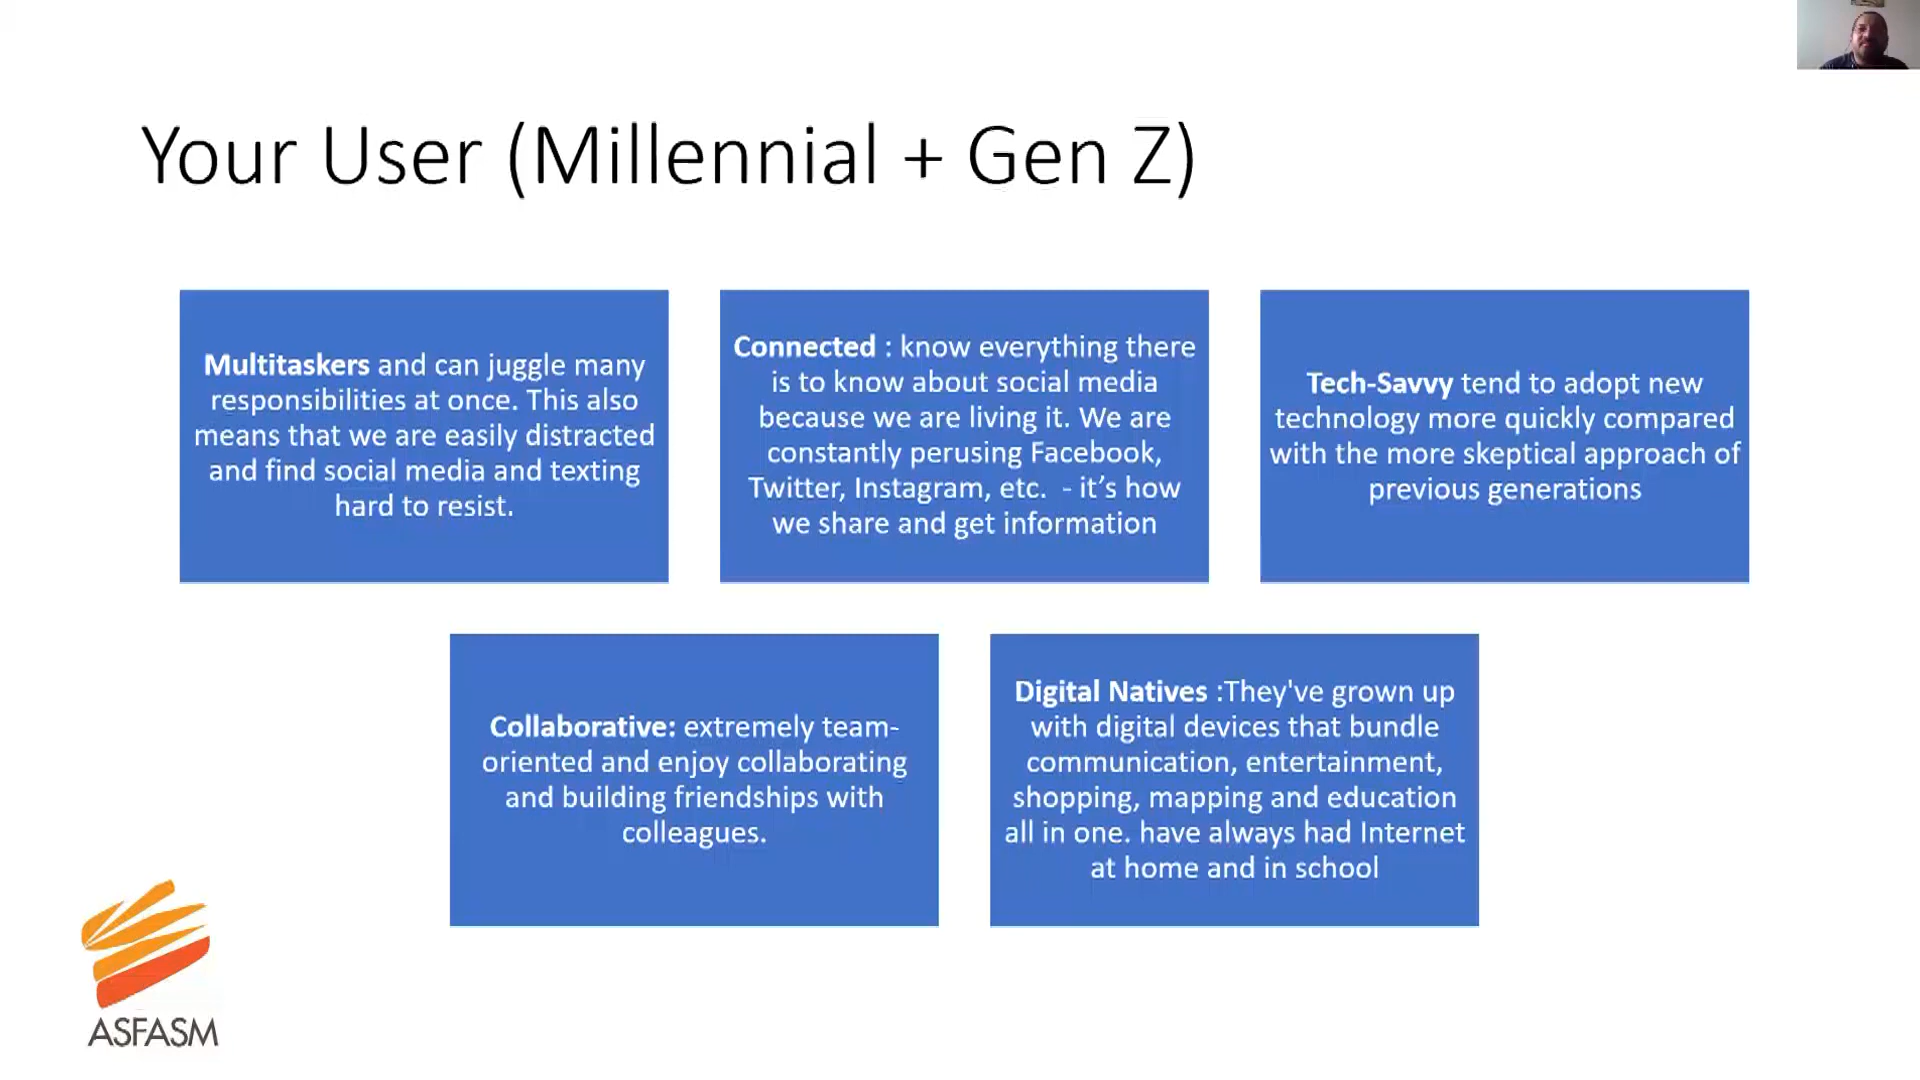 Your User (Millennial + Gen Z)
Multitaskers and can juggle many
responsibilities at once. This also
means that we are easily distracted
and find social media and texting
hard to resist.
Connected : know everything there
is to know about social media
because we are living it. We are
constantly perusing Facebook,
Twitter, Instagram, etc.  - it’s how
we share and get information
Tech-Savvy tend to adopt new
technology more quickly compared
with the more skeptical approach of
previous generations
Collaborative: extremely team-
oriented and enjoy collaborating
and building friendships with
colleagues.
Digital Natives :They've grown up
with digital devices that bundle
communication, entertainment,
shopping, mapping and education
all in one. have always had Internet
at home and in school
ASFASM